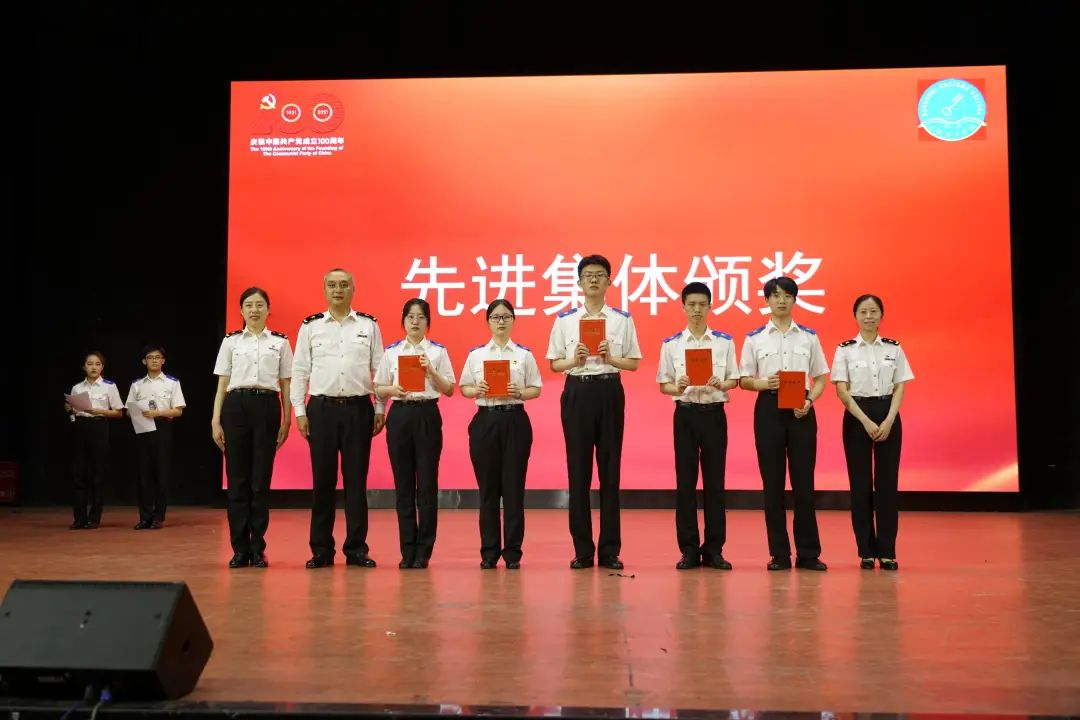 1921
2021
庆祝中国共产党成立100周年
The 100th Anniversary of the Founding of
The Communist Party of China
先进集体颁奖